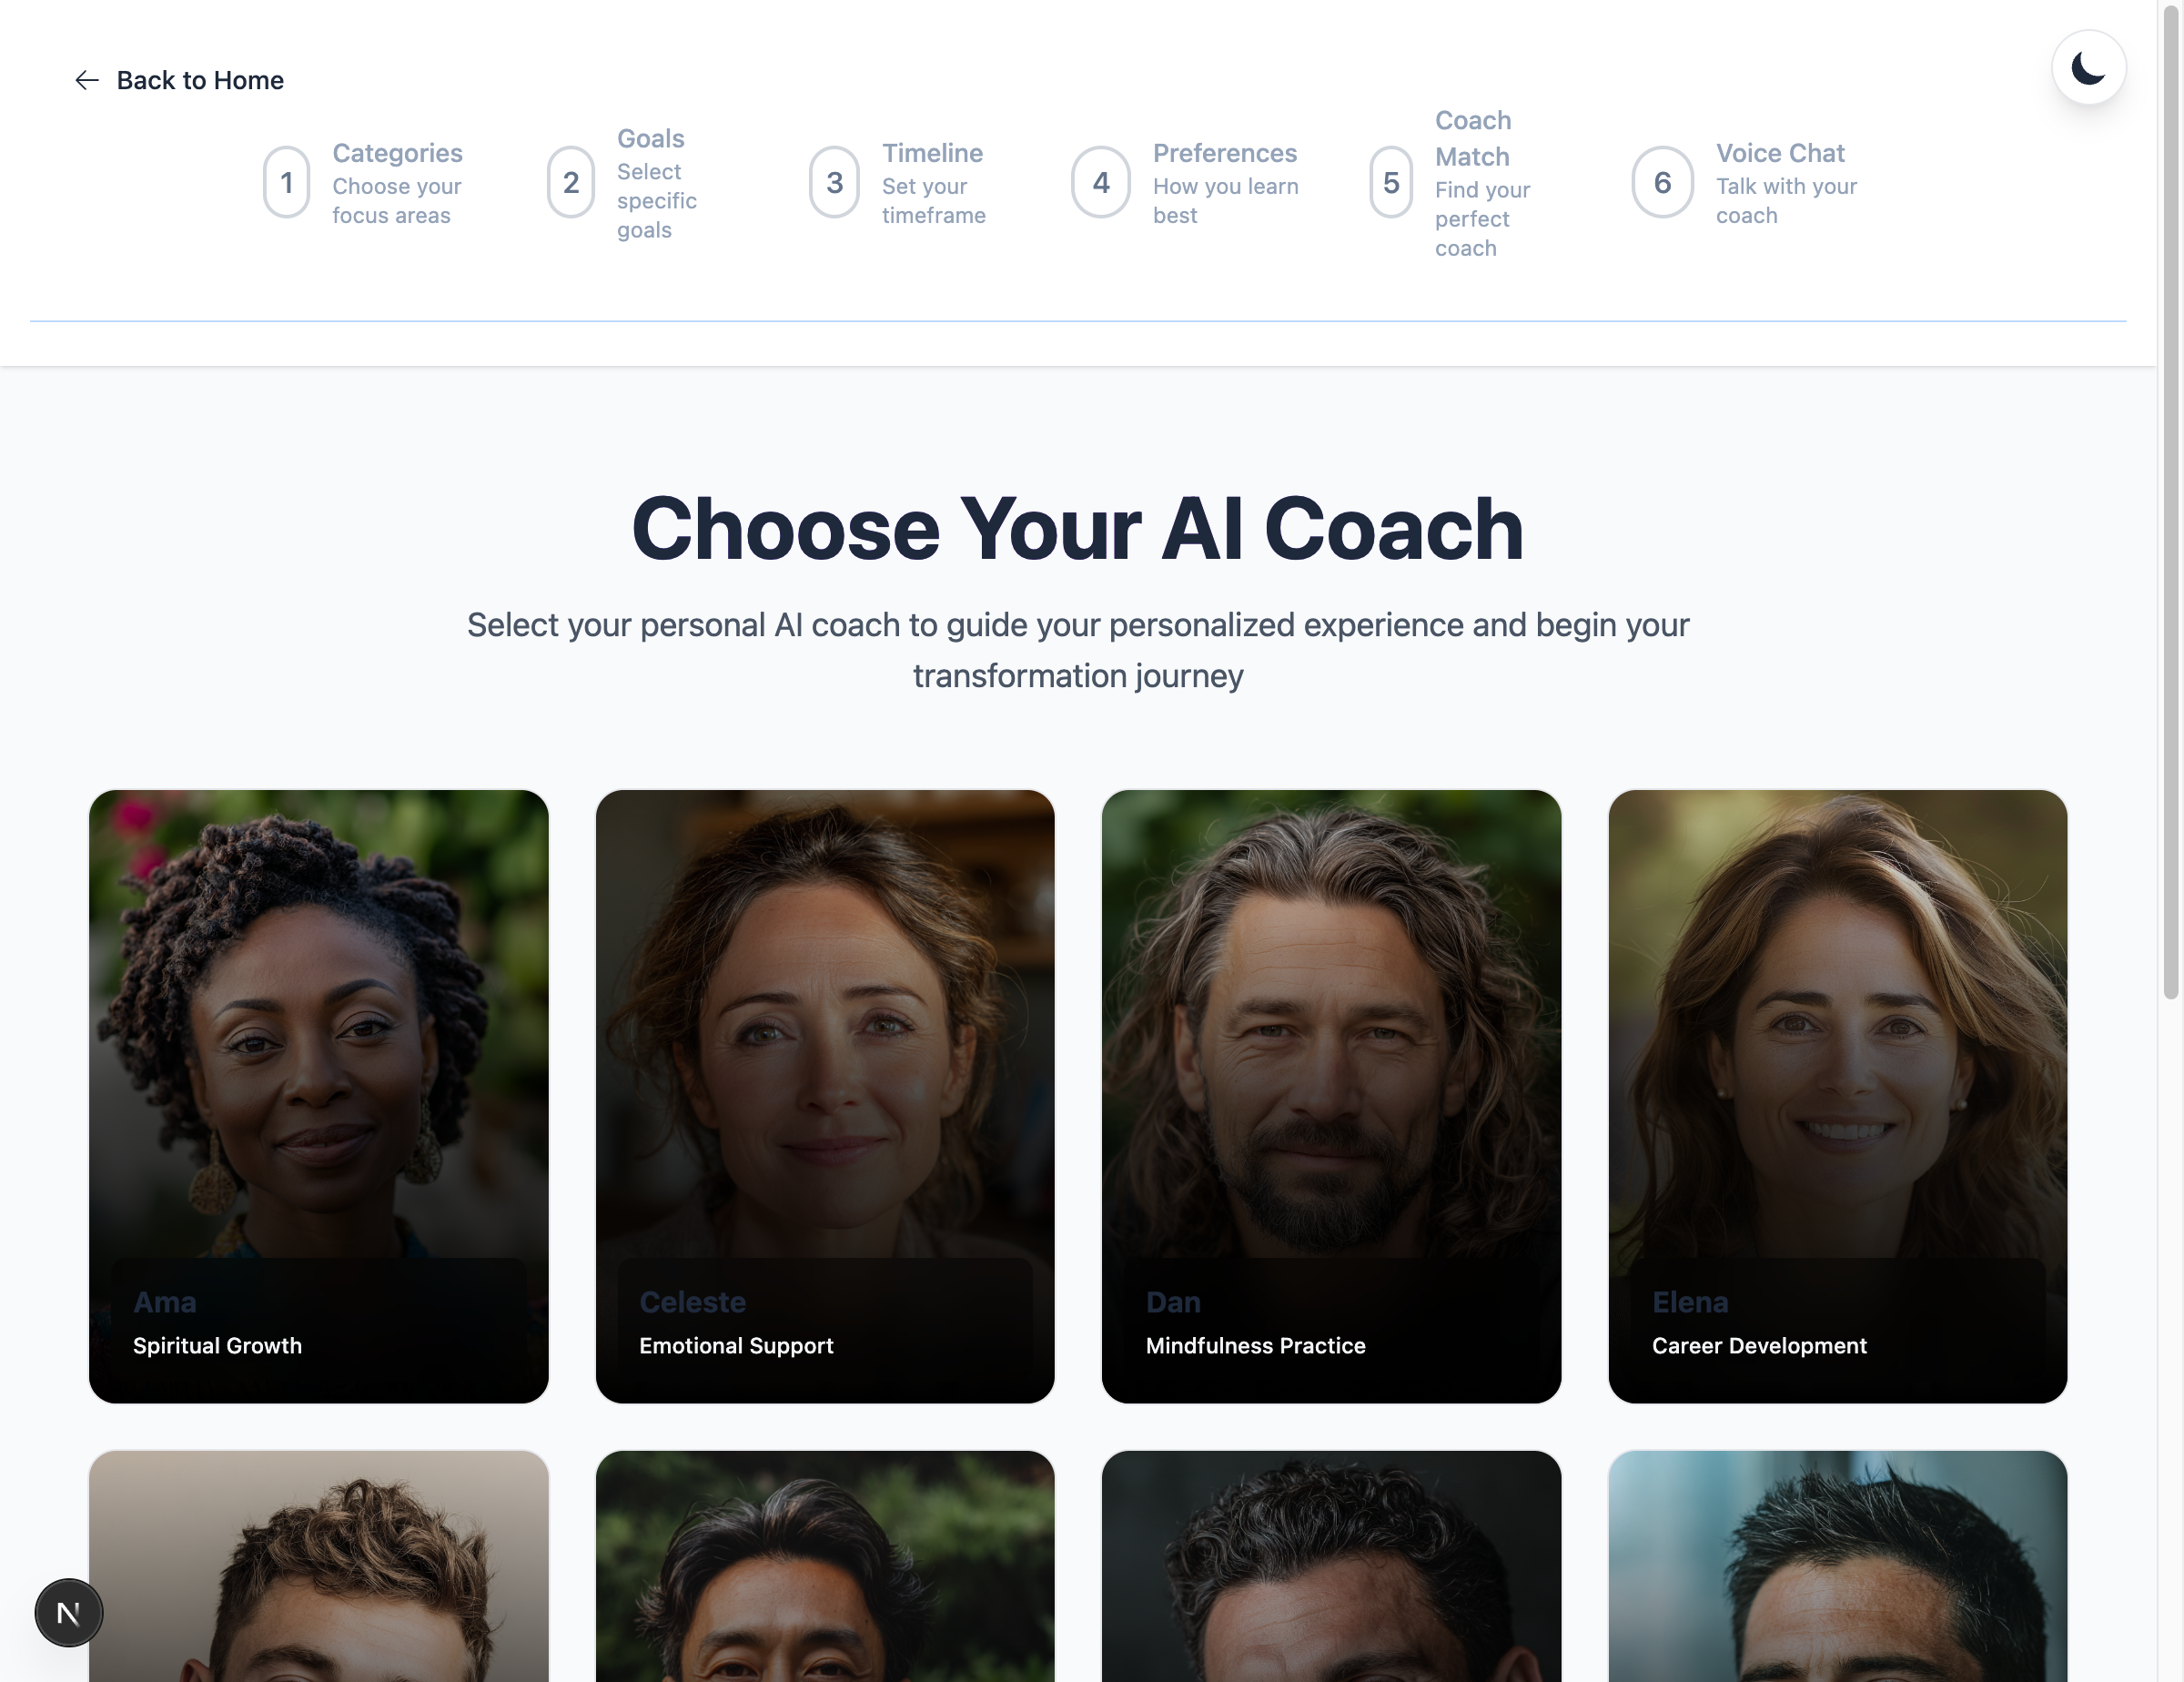 Back to Home
1
Categories
Choose your
focus areas
2
Goals
Select
specific
goals
3
Timeline
Set your
timeframe
4
Preferences
How you learn
best
5
Coach
Match
Find your
perfect
coach
6
Voice Chat
Talk with your
coach
Choose Your AI Coach
Select your personal AI coach to guide your personalized experience and begin your
transformation journey
Ama
Spiritual Growth
Celeste
Emotional Support
Dan
Mindfulness Practice
Elena
Career Development
N